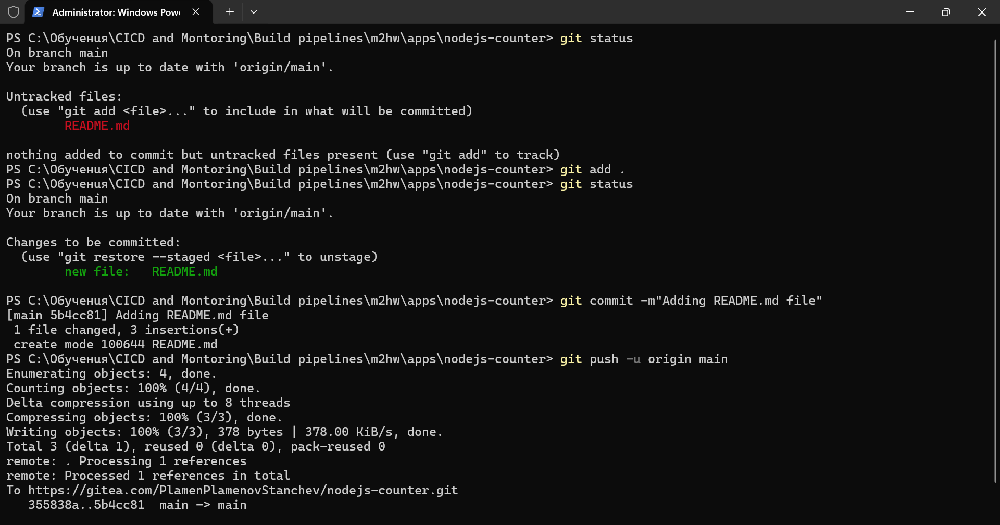 Administrator: Windows Pow
PS C:\Обучения\CICD and Montoring\Build pipelines\m2hw\apps\nodejs-counter> git status
On branch main
Your branch is up to date with 'origin/main'.
Untracked files:
  (use "git add <file>..." to include in what will be committed)
        README.md
nothing added to commit but untracked files present (use "git add" to track)
PS C:\Обучения\CICD and Montoring\Build pipelines\m2hw\apps\nodejs-counter> git add .
PS C:\Обучения\CICD and Montoring\Build pipelines\m2hw\apps\nodejs-counter> git status
On branch main
Your branch is up to date with 'origin/main'.
Changes to be committed:
  (use "git restore --staged <file>..." to unstage)
        new file:   README.md
PS C:\Обучения\CICD and Montoring\Build pipelines\m2hw\apps\nodejs-counter> git commit -m"Adding README.md file"
[main 5b4cc81] Adding README.md file
 1 file changed, 3 insertions(+)
 create mode 100644 README.md
PS C:\Обучения\CICD and Montoring\Build pipelines\m2hw\apps\nodejs-counter> git push -u origin main
Enumerating objects: 4, done.
Counting objects: 100% (4/4), done.
Delta compression using up to 8 threads
Compressing objects: 100% (3/3), done.
Writing objects: 100% (3/3), 378 bytes | 378.00 KiB/s, done.
Total 3 (delta 1), reused 0 (delta 0), pack-reused 0
remote: . Processing 1 references
remote: Processed 1 references in total
To https://gitea.com/PlamenPlamenovStanchev/nodejs-counter.git
   355838a..5b4cc81  main -> main